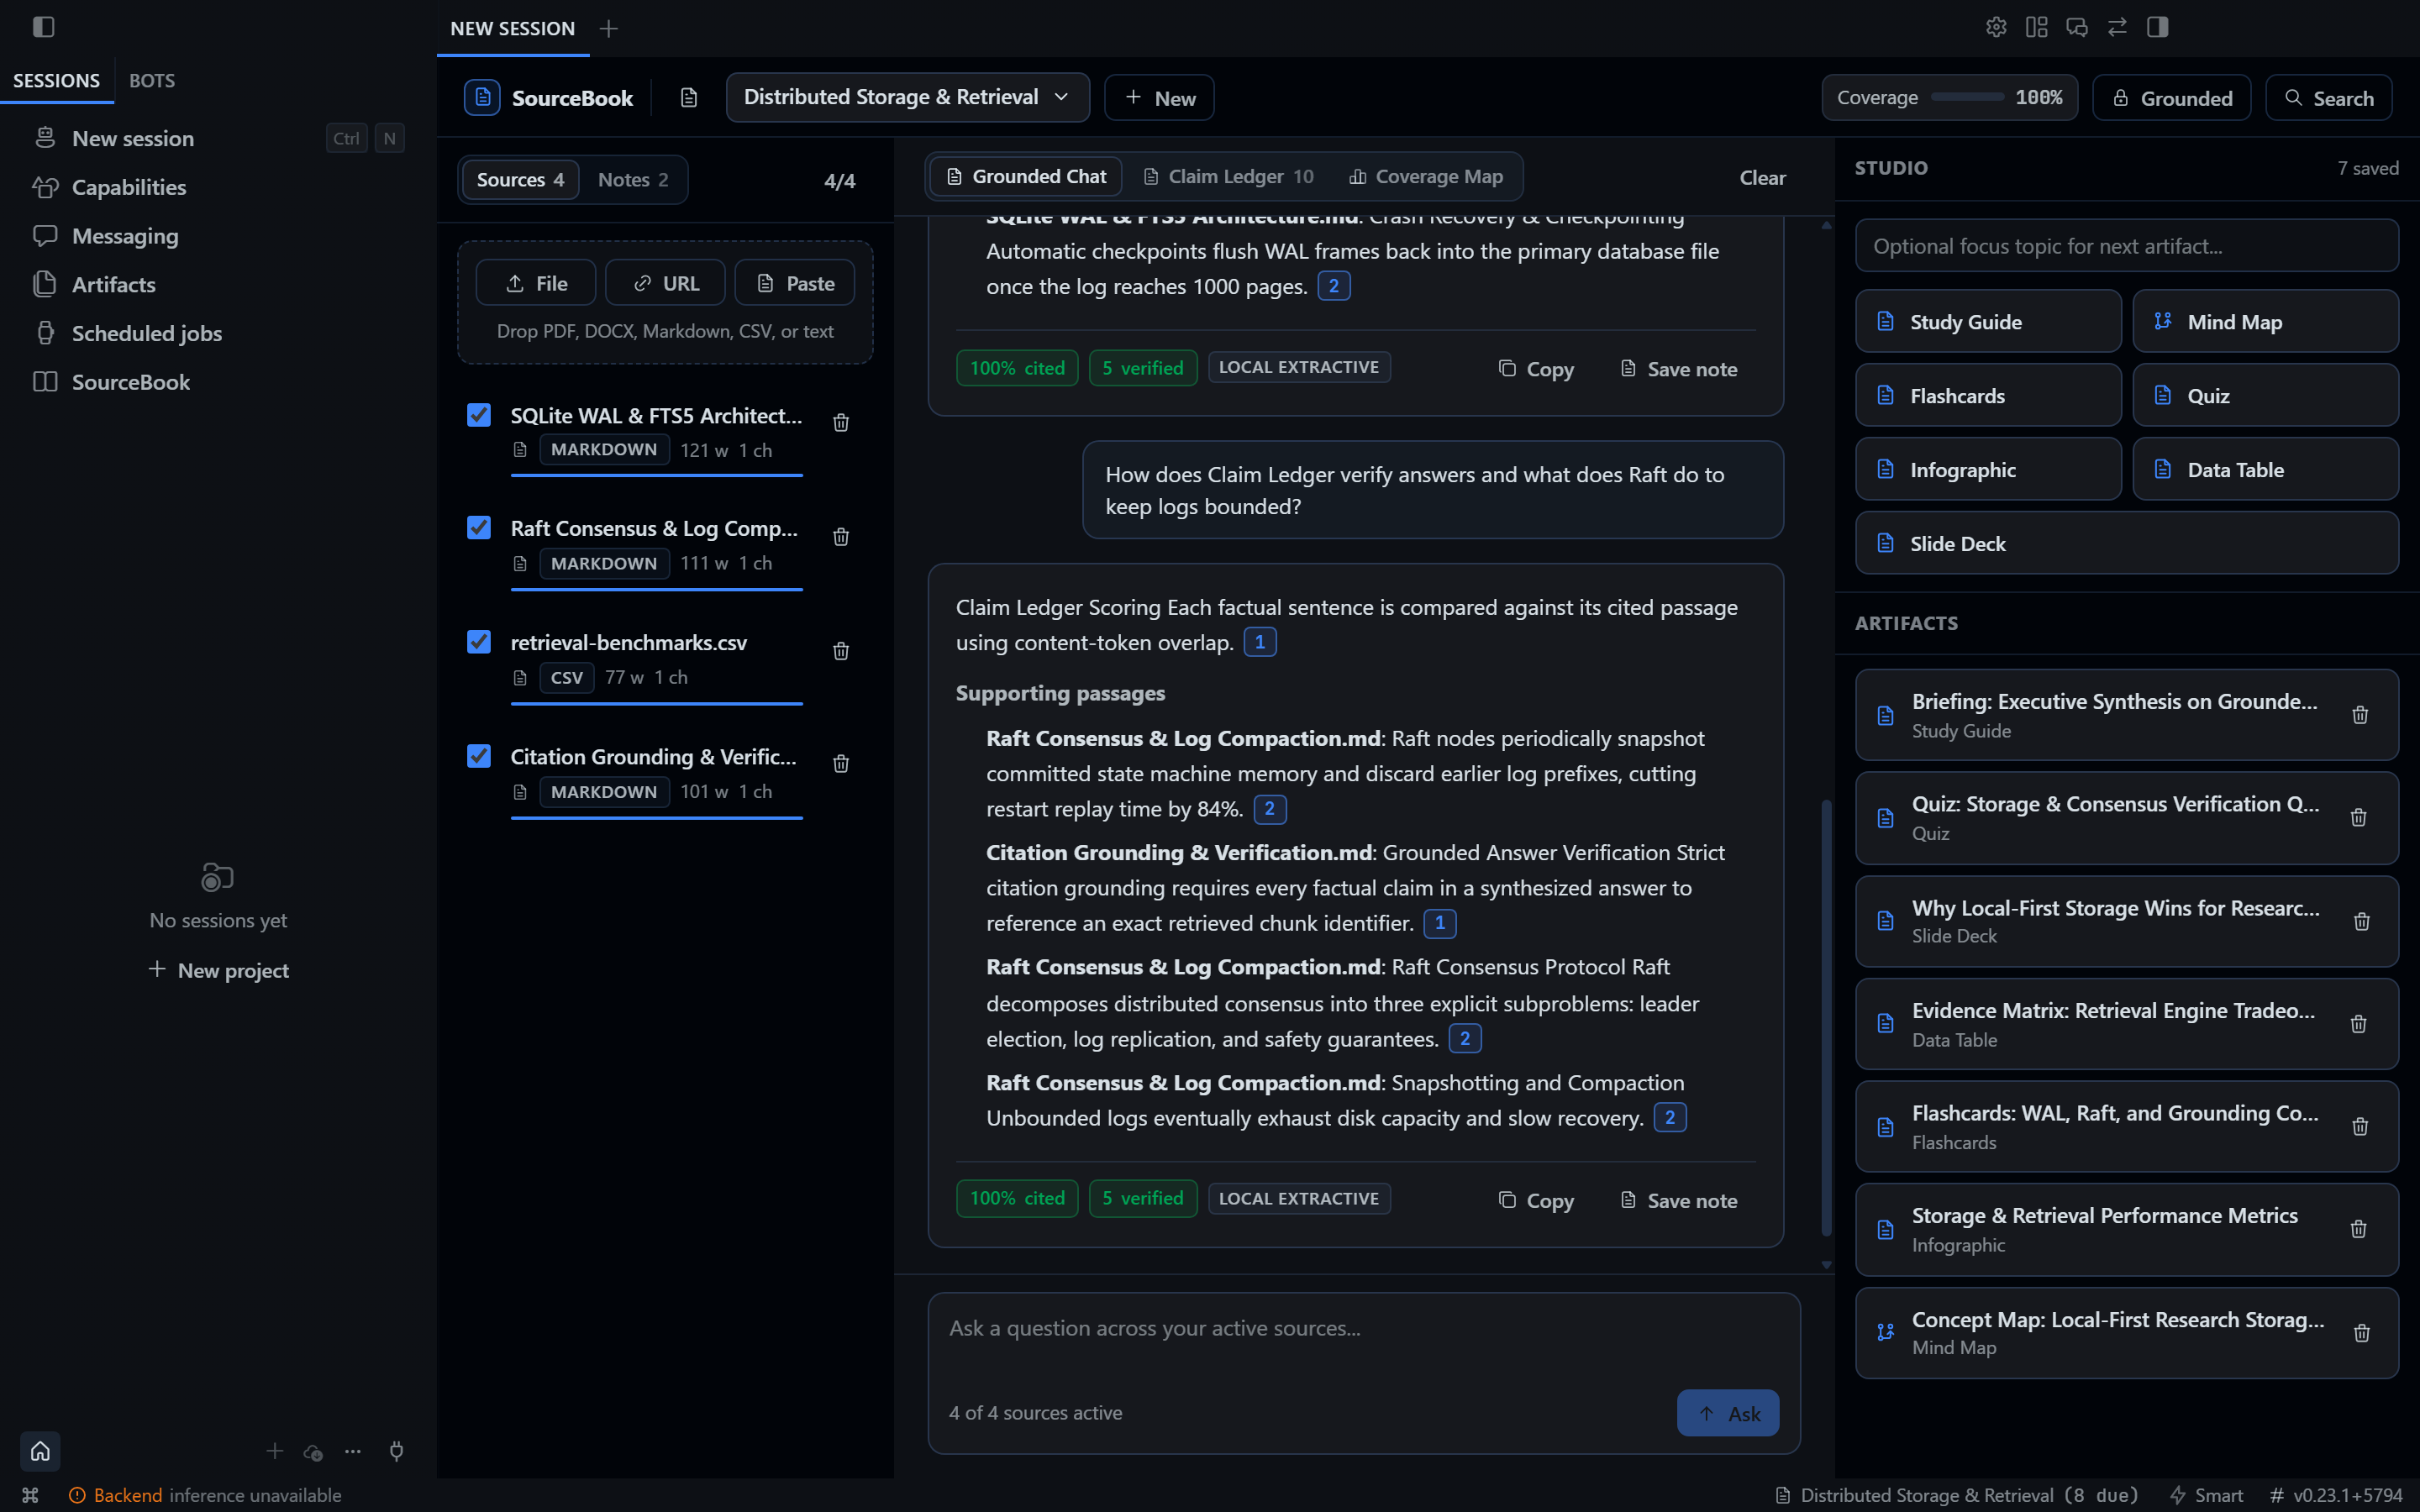 NEW SESSION
SESSIONS
BOTS
New session
Ctrl
N
Capabilities
Messaging
Artifacts
Scheduled jobs
SourceBook
No sessions yet
New project
SourceBook
Distributed Storage & Retrieval
New
Coverage
100%
Grounded
Search
Sources 4
Notes 2
4/4
File
URL
Paste
Drop PDF, DOCX, Markdown, CSV, or text
SQLite WAL & FTS5 Architect...
MARKDOWN 121 w 1 ch
Raft Consensus & Log Comp...
MARKDOWN 111 w 1 ch
retrieval-benchmarks.csv
CSV 77 w 1 ch
Citation Grounding & Verific...
MARKDOWN 101 w 1 ch
Grounded Chat
Claim Ledger 10
Coverage Map
Clear
SQLite WAL & FTS5 Architecture.md: Crash Recovery & Checkpointing
Automatic checkpoints flush WAL frames back into the primary database file
once the log reaches 1000 pages. 2
100% cited
5 verified
LOCAL EXTRACTIVE
Copy
Save note
How does Claim Ledger verify answers and what does Raft do to
keep logs bounded?
Claim Ledger Scoring Each factual sentence is compared against its cited passage
using content-token overlap. 1
Supporting passages
Raft Consensus & Log Compaction.md: Raft nodes periodically snapshot
committed state machine memory and discard earlier log prefixes, cutting
restart replay time by 84%. 2
Citation Grounding & Verification.md: Grounded Answer Verification Strict
citation grounding requires every factual claim in a synthesized answer to
reference an exact retrieved chunk identifier. 1
Raft Consensus & Log Compaction.md: Raft Consensus Protocol Raft
decomposes distributed consensus into three explicit subproblems: leader
election, log replication, and safety guarantees. 2
Raft Consensus & Log Compaction.md: Snapshotting and Compaction
Unbounded logs eventually exhaust disk capacity and slow recovery. 2
100% cited
5 verified
LOCAL EXTRACTIVE
Copy
Save note
Ask a question across your active sources...
4 of 4 sources active
Ask
STUDIO
7 saved
Optional focus topic for next artifact...
Study Guide
Mind Map
Flashcards
Quiz
Infographic
Data Table
Slide Deck
ARTIFACTS
Briefing: Executive Synthesis on Grounde...
Study Guide
Quiz: Storage & Consensus Verification Q...
Quiz
Why Local-First Storage Wins for Researc...
Slide Deck
Evidence Matrix: Retrieval Engine Tradeo...
Data Table
Flashcards: WAL, Raft, and Grounding Co...
Flashcards
Storage & Retrieval Performance Metrics
Infographic
Concept Map: Local-First Research Storag...
Mind Map
Backend inference unavailable
Distributed Storage & Retrieval (8 due)
Smart
# v0.23.1+5794